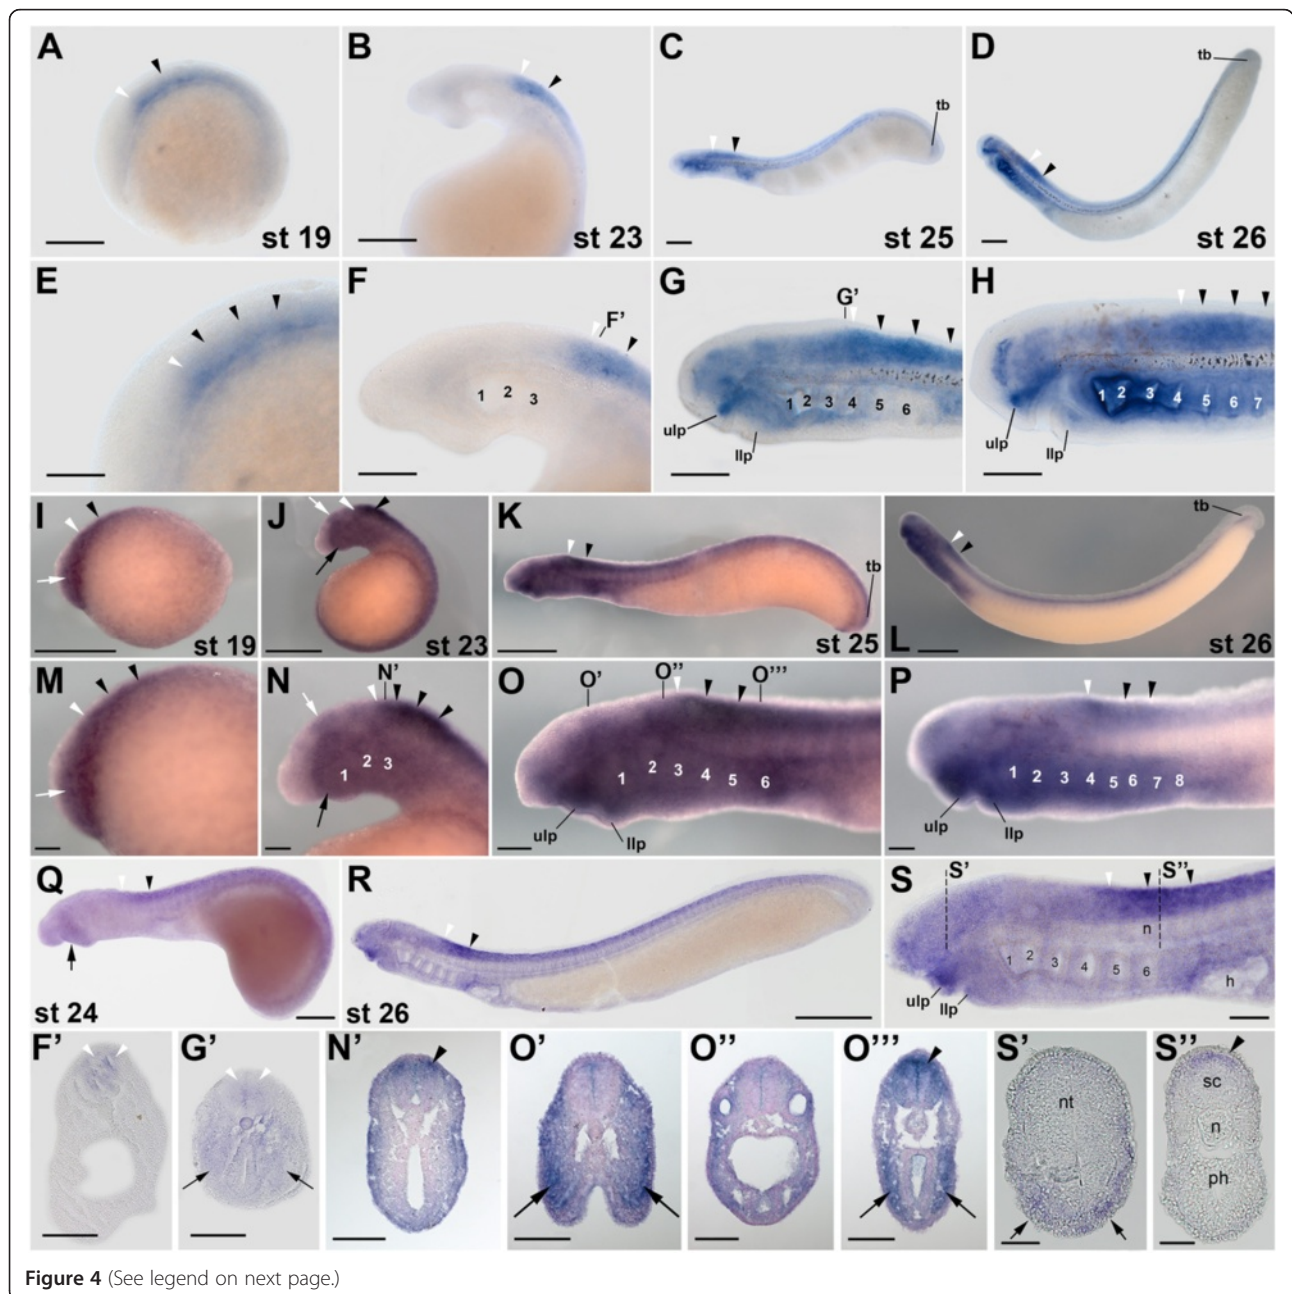 A
B
C
D
tb
tb
st 19
st 23
st 25
st 26
E
F
G
G’
H
F’
1 2 3
1 2 3 4 5 6
1 2 3 4 5 6 7
ulp
llp
ulp
llp
I
J
K
L
tb
tb
st 19
st 23
st 25
st 26
M
N
N’
O
O’
O’’
O’’’
P
1 2 3
1 2 3 4 5 6
1 2 3 4 5 6 7 8
ulp
llp
ulp
llp
Q
R
S
S’
S’’
n
1 2 3 4 5 6
h
st 24
st 26
ulp
llp
F’
G’
N’
O’
O’’
O’’’
S’
S’’
nt
sc
n
ph
Figure 4 (See legend on next page.)